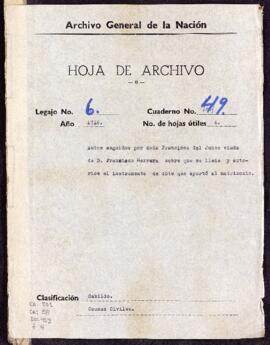 Archivo General de la Nación
HOJA DE ARCHIVO
Legajo No. 6. Cuaderno No. 49.
Año 1716. No. de hojas útiles 4.
Autos seguidos por doña Francisca del Junco viuda
de D. Francisco Herrera sobre que se liste y auto-
rice el instrumento de dote que aportó al matrimonio.
Clasificación Cabildo.
Causas Civiles.